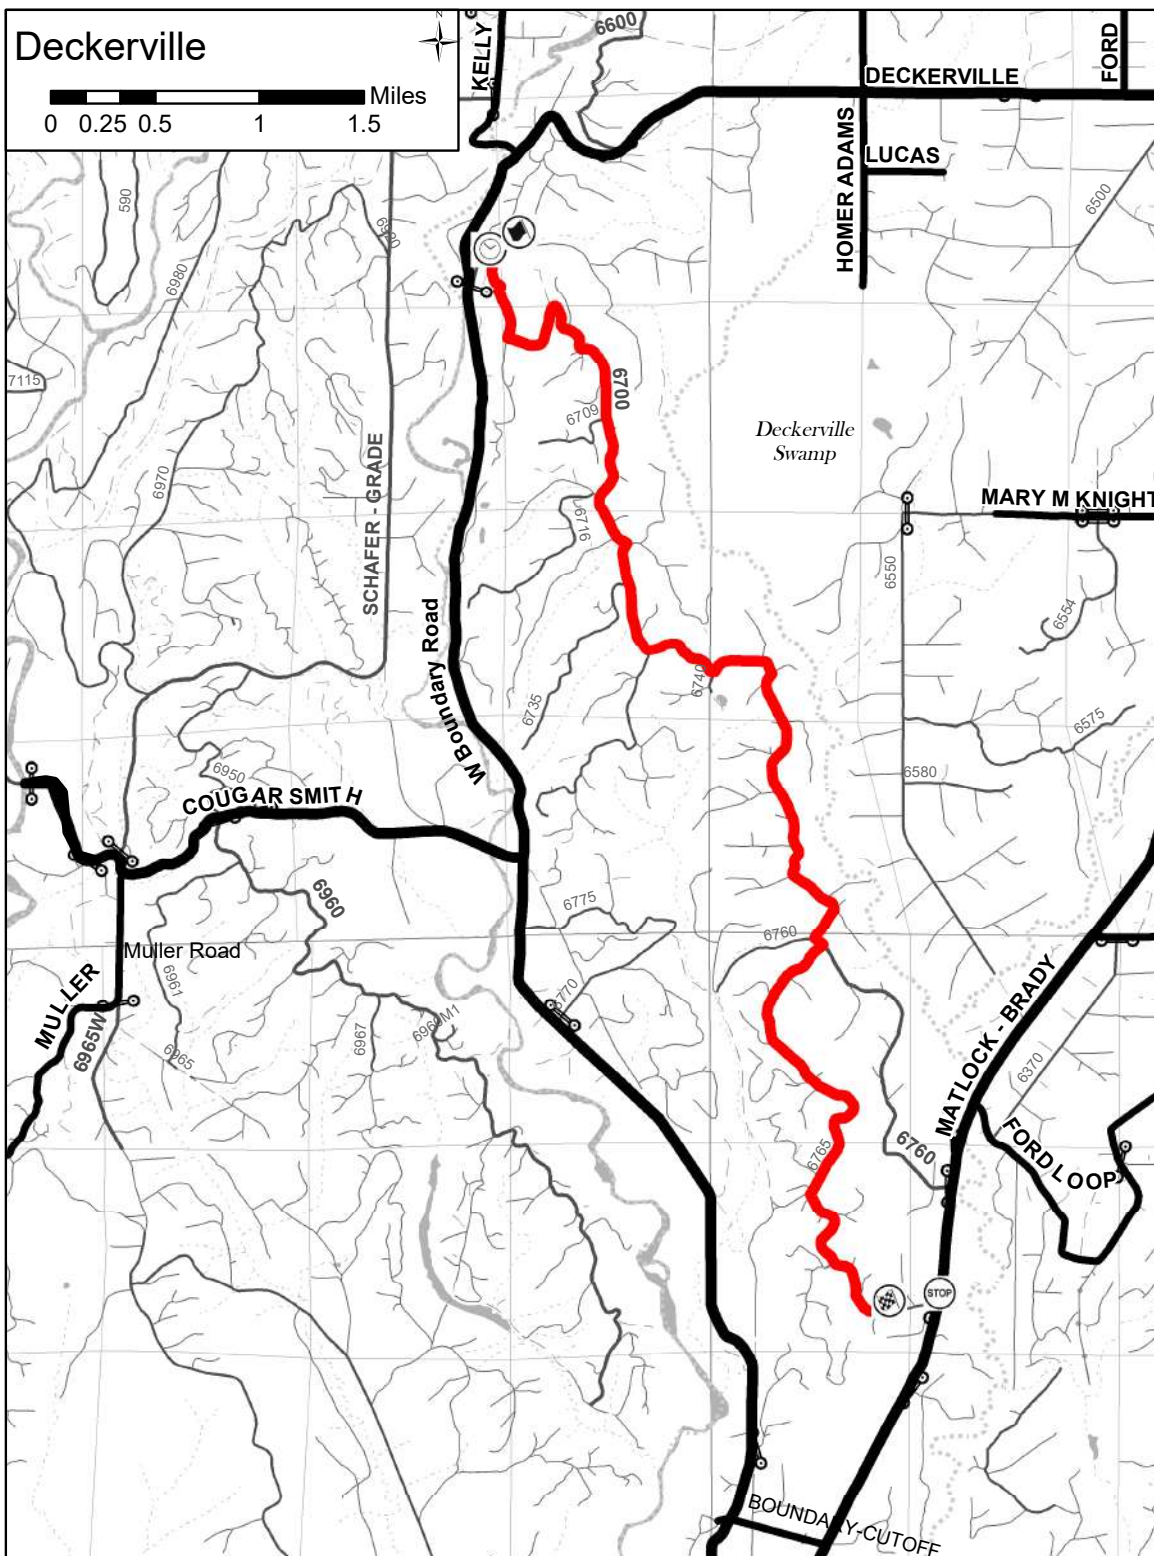 Deckerville
Z
Miles
0 0.25 0.5 1 1.5
KELLY
6600
DECKERVILLE
FORD
HOMER ADAMS
LUCAS
6500
590
6980
6980
7115
6970
SCHAFER - GRADE
6700
6709
6716
Deckerville
Swamp
MARY M KNIGHT
6550
6554
W Boundary Road
6735
6740
6575
6580
6950
COUGAR SMITH
6960
6775
6760
Muller Road
MULLER
6961
6965W
6965
6967
6960M1
6770
MATLOCK - BRADY
6370
FORD LOOP
6760
6765
STOP
BOUNDARY-CUTOFF